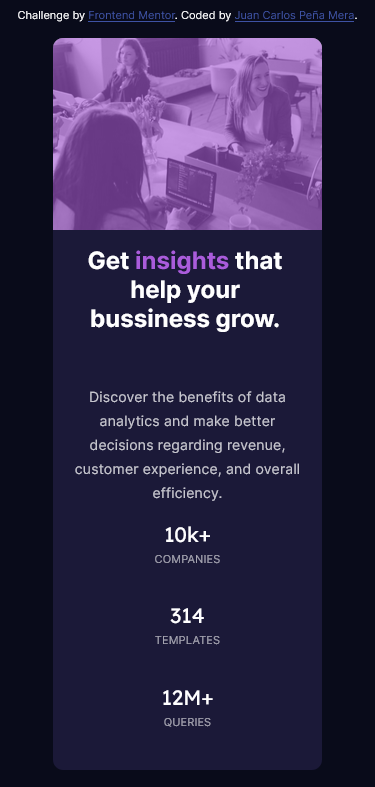 Challenge by Frontend Mentor. Coded by Juan Carlos Peña Mera.
Get insights that
help your
bussiness grow.
Discover the benefits of data
analytics and make better
decisions regarding revenue,
customer experience, and overall
efficiency.
10k+
COMPANIES
314
TEMPLATES
12M+
QUERIES